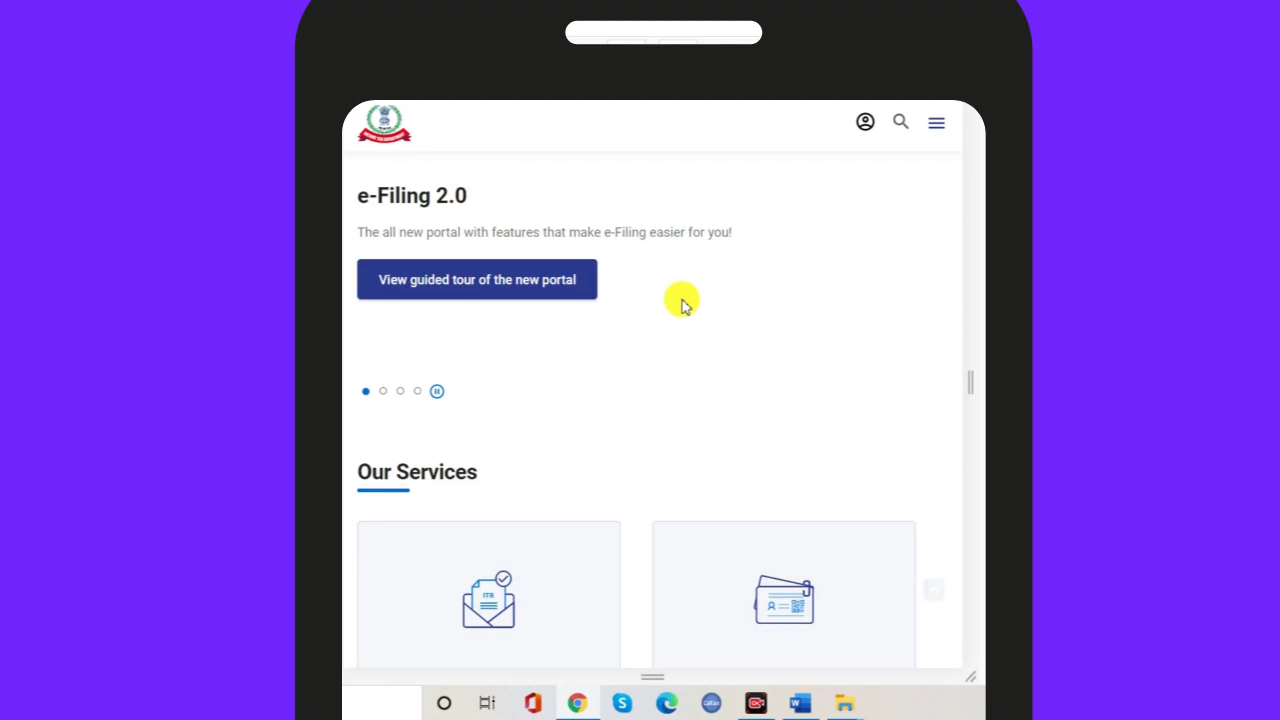 e-Filing 2.0
The all new portal with features that make e-Filing easier for you!
View guided tour of the new portal
Our Services
ITR